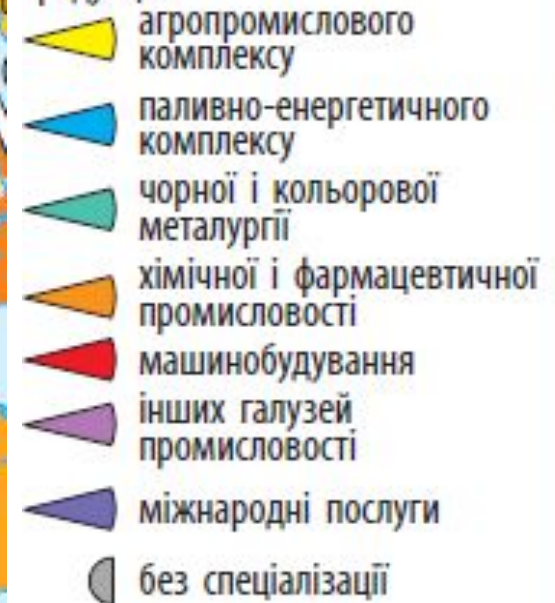 агропромислового
комплексу
паливно-енергетичного
комплексу
чорної і кольорової
металургії
хімічної і фармацевтичної
промисловості
машинобудування
інших галузей
промисловості
міжнародні послуги
без спеціалізації